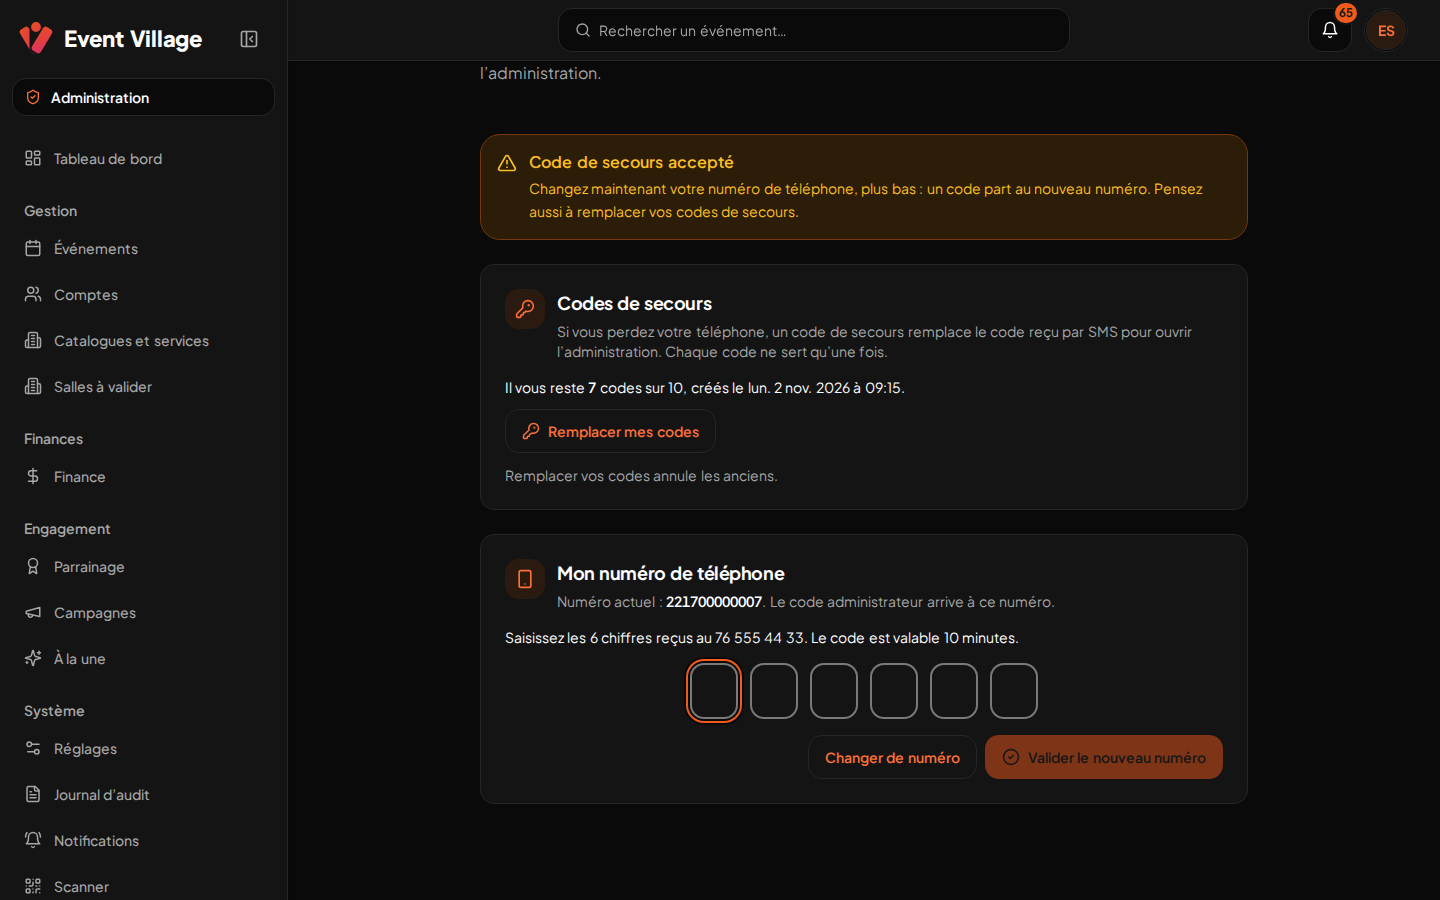 Event Village
Rechercher un événement…
65
ES
Administration
Tableau de bord
Gestion
Événements
Comptes
Catalogues et services
Salles à valider
Finances
Finance
Engagement
Parrainage
Campagnes
À la une
Système
Réglages
Journal d’audit
Notifications
Scanner
l’administration.
Code de secours accepté
Changez maintenant votre numéro de téléphone, plus bas : un code part au nouveau numéro. Pensez
aussi à remplacer vos codes de secours.
Codes de secours
Si vous perdez votre téléphone, un code de secours remplace le code reçu par SMS pour ouvrir
l’administration. Chaque code ne sert qu’une fois.
Il vous reste 7 codes sur 10, créés le lun. 2 nov. 2026 à 09:15.
Remplacer mes codes
Remplacer vos codes annule les anciens.
Mon numéro de téléphone
Numéro actuel : 221700000007. Le code administrateur arrive à ce numéro.
Saisissez les 6 chiffres reçus au 76 555 44 33. Le code est valable 10 minutes.
Changer de numéro
Valider le nouveau numéro